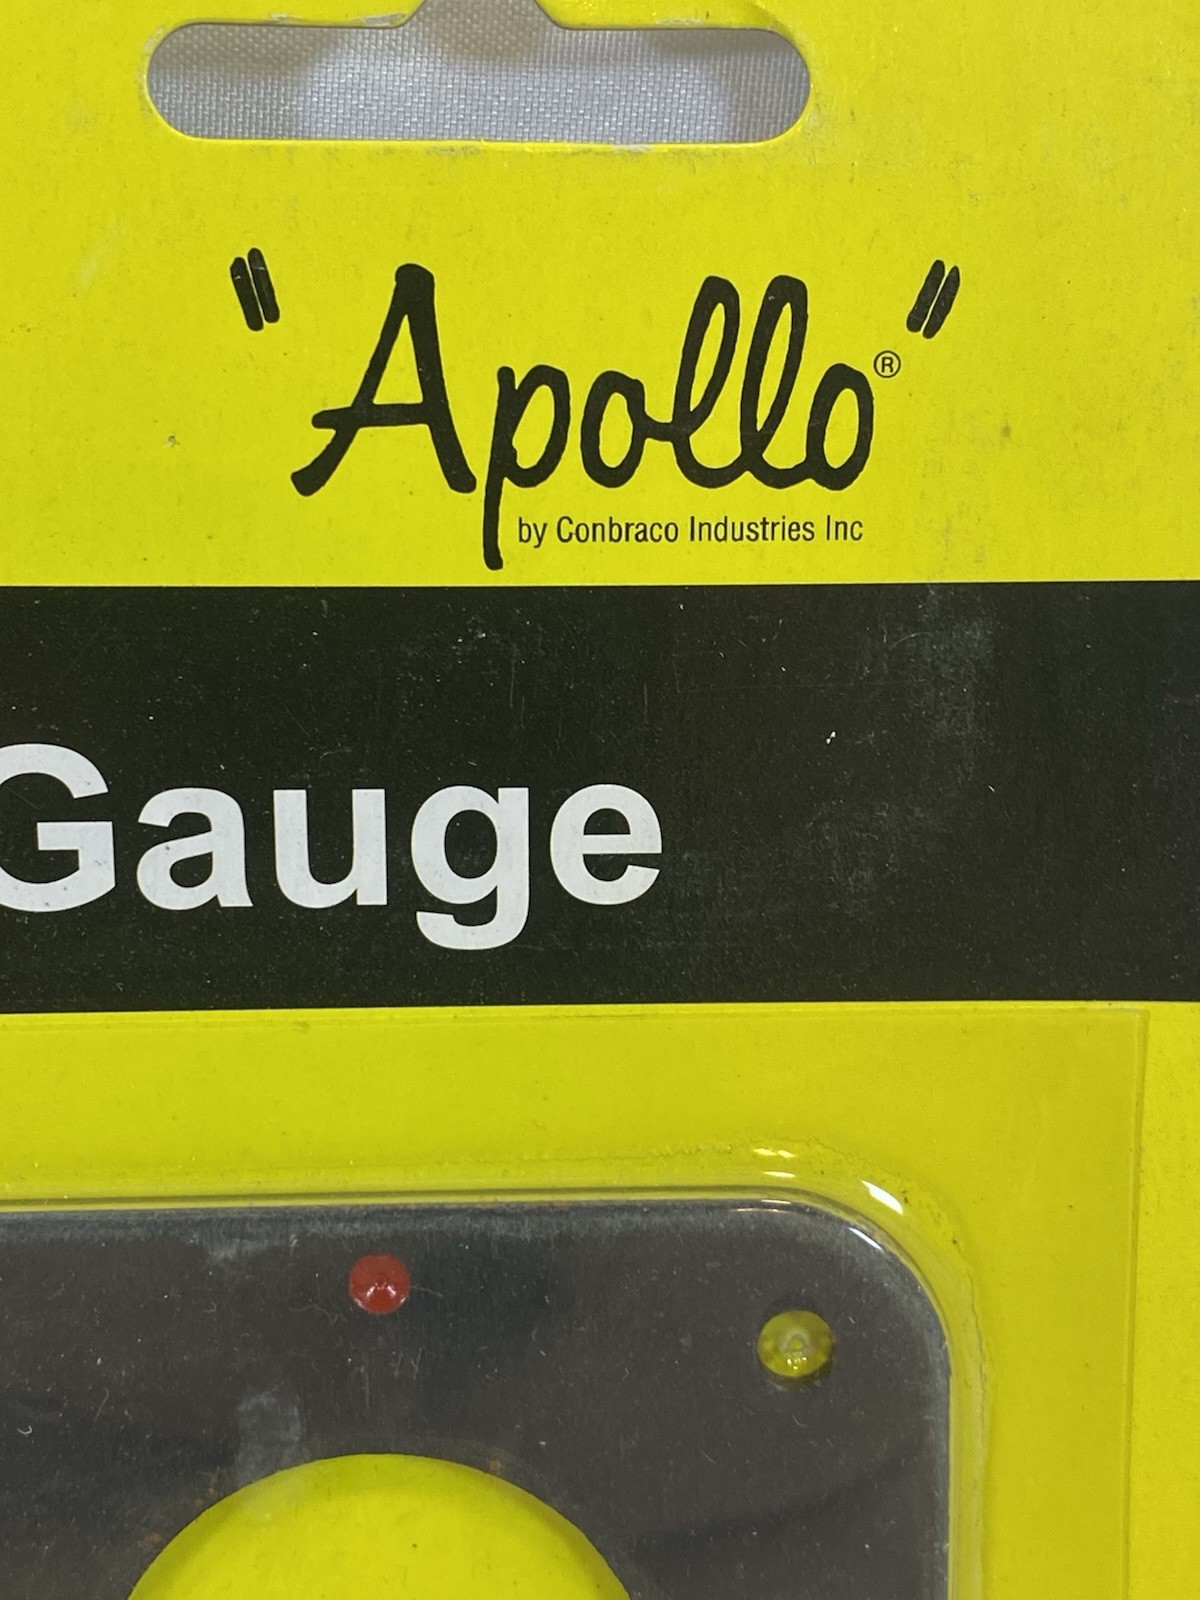 "Apollo®"
by Conbraco Industries Inc
Gauge